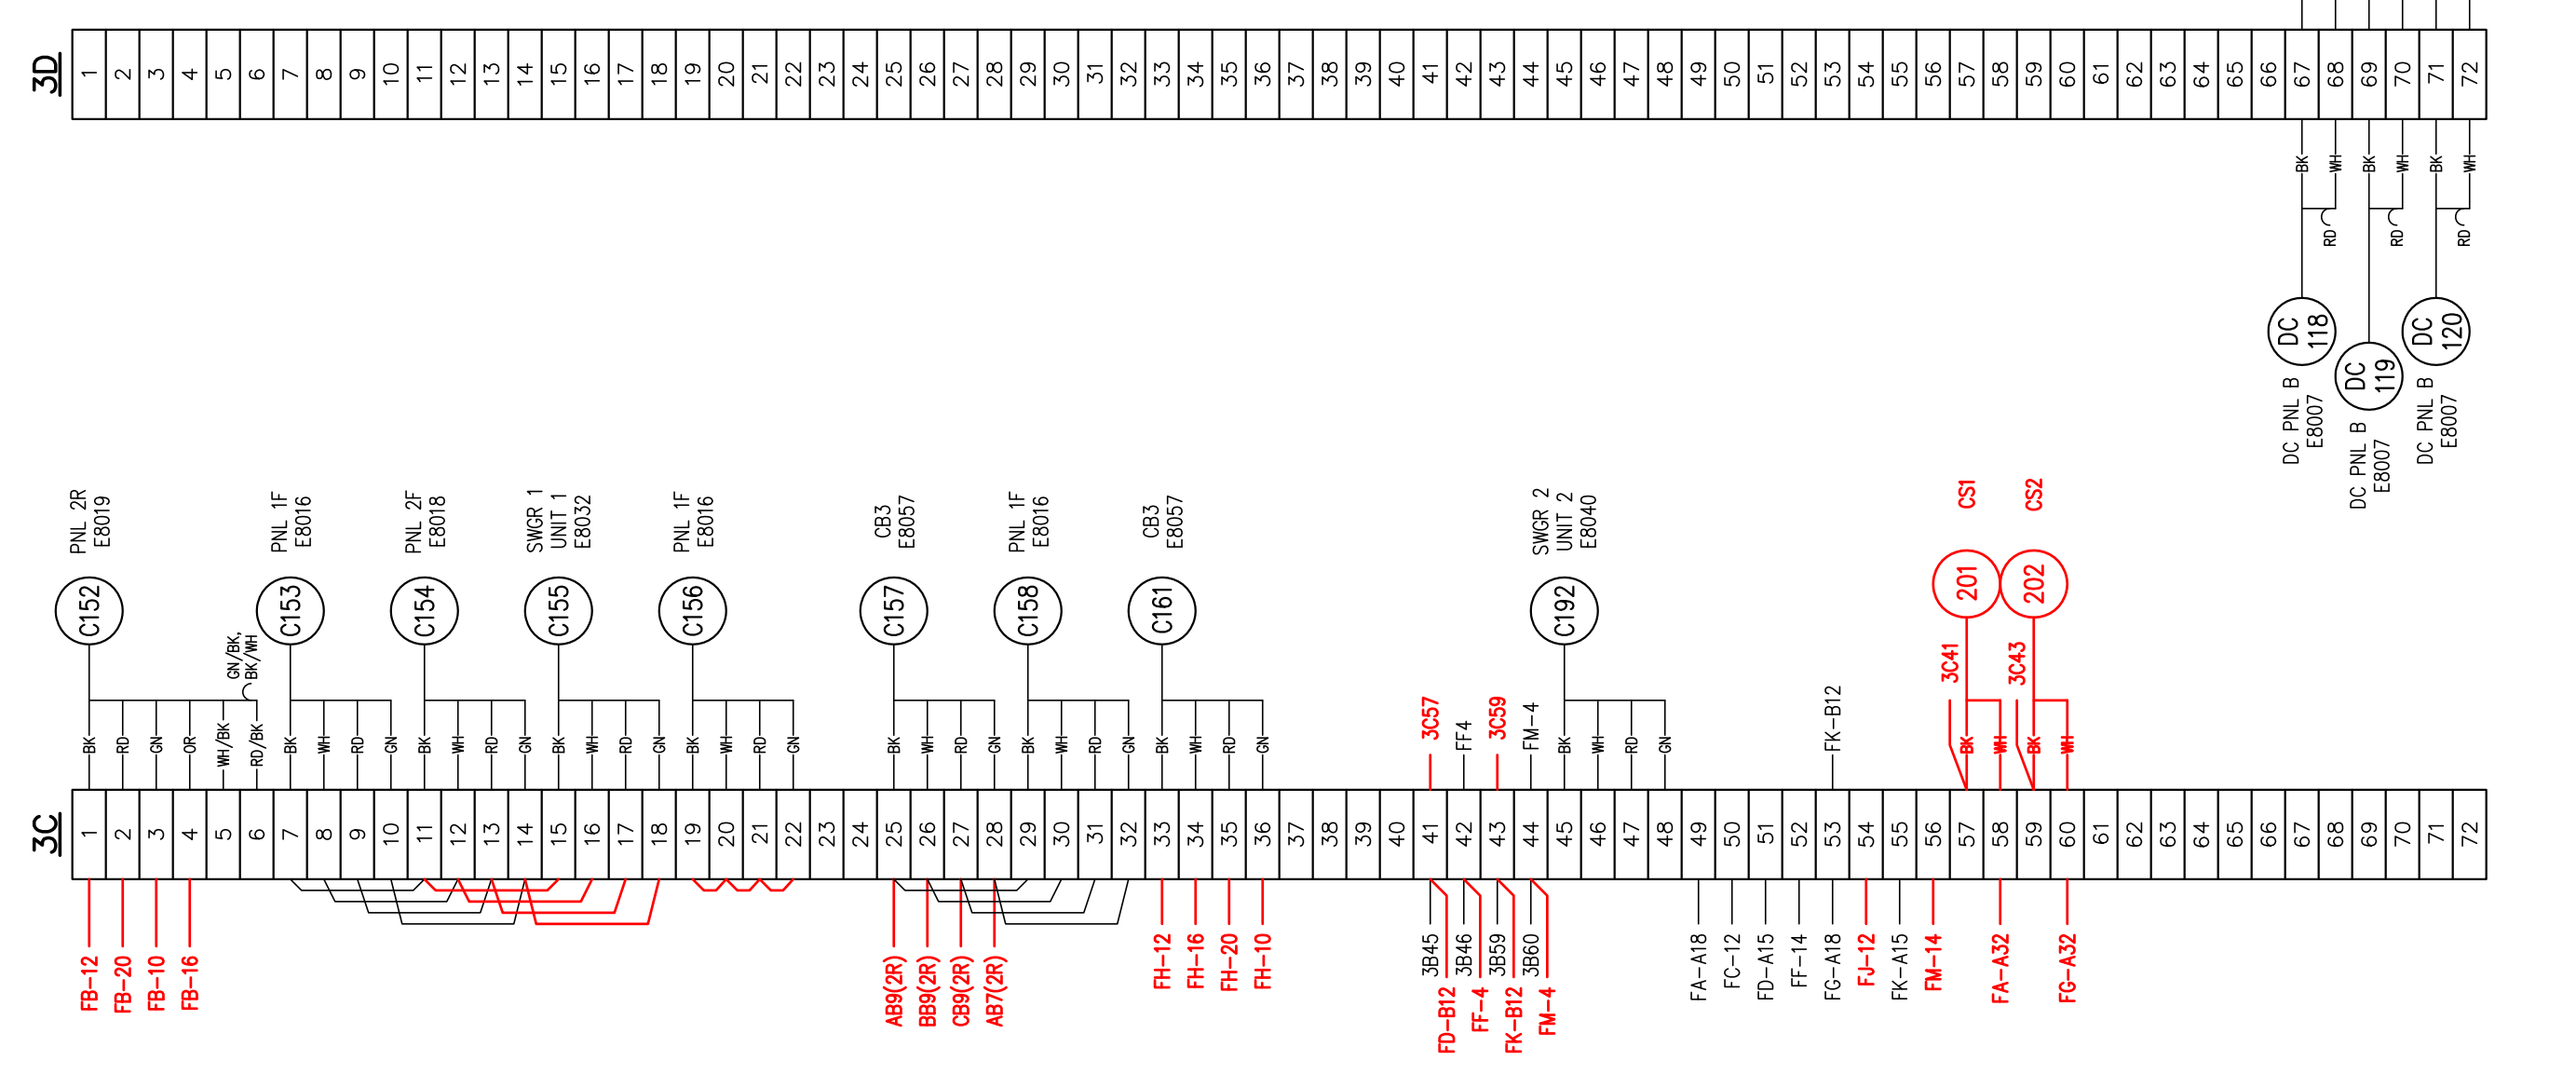 3D
1 2 3 4 5 6 7 8 9 10 11 12 13 14 15 16 17 18 19 20 21 22 23 24 25 26 27 28 29 30 31 32 33 34 35 36 37 38 39 40 41 42 43 44 45 46 47 48 49 50 51 52 53 54 55 56 57 58 59 60 61 62 63 64 65 66 67 68 69 70 71 72
BK WH BK WH BK WH
RD RD RD
DC
118
DC PNL B
E8007
DC
119
DC PNL B
E8007
DC
120
DC PNL B
E8007
PNL 2R
E8019
C152
PNL 1F
E8016
C153
PNL 2F
E8018
C154
SWGR 1
UNIT 1
E8032
C155
PNL 1F
E8016
C156
CB3
E8057
C157
PNL 1F
E8016
C158
CB3
E8057
C161
SWGR 2
UNIT 2
E8040
C192
CS1
201
CS2
202
GN/BK,
BK/WH
BK RD GN OR WH/BK RD/BK
BK WH RD GN
BK WH RD GN
BK WH RD GN
BK WH RD GN
BK WH RD GN
BK WH RD GN
BK WH RD GN
3C57
FF4
3C59
FM-4
BK WH RD GN
FK-B12
3C41
BK WH
3C43
BK WH
3C
1 2 3 4 5 6 7 8 9 10 11 12 13 14 15 16 17 18 19 20 21 22 23 24 25 26 27 28 29 30 31 32 33 34 35 36 37 38 39 40 41 42 43 44 45 46 47 48 49 50 51 52 53 54 55 56 57 58 59 60 61 62 63 64 65 66 67 68 69 70 71 72
FB-12
FB-20
FB-10
FB-16
AB9(2R)
BB9(2R)
CB9(2R)
AB7(2R)
FH-12
FH-16
FH-20
FH-10
3B45
FD-B12
3B46
FF-4
3B59
FK-B12
3B60
FM-4
FA-A18
FC-12
FD-A15
FF-14
FG-A18
FJ-12
FK-A15
FM-14
FA-A32
FG-A32